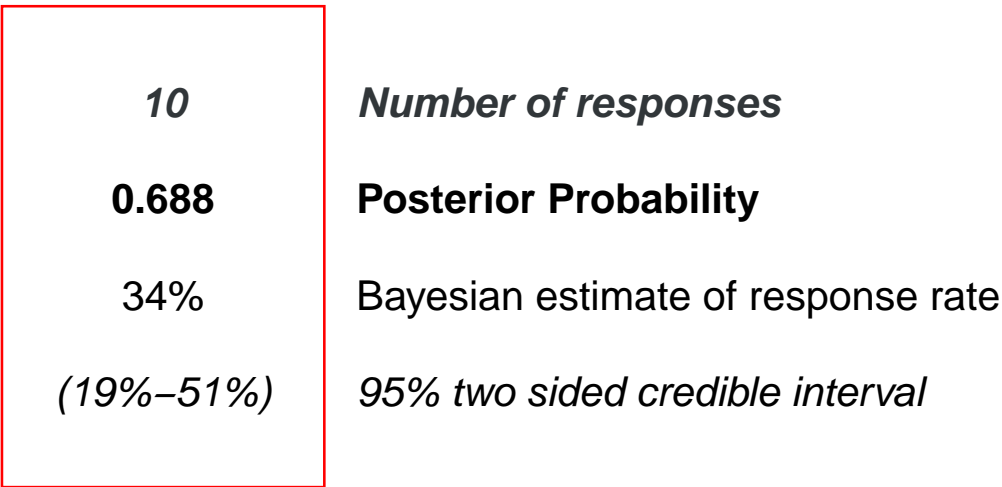 10 Number of responses
0.688 Posterior Probability
34% Bayesian estimate of response rate
(19%–51%) 95% two sided credible interval